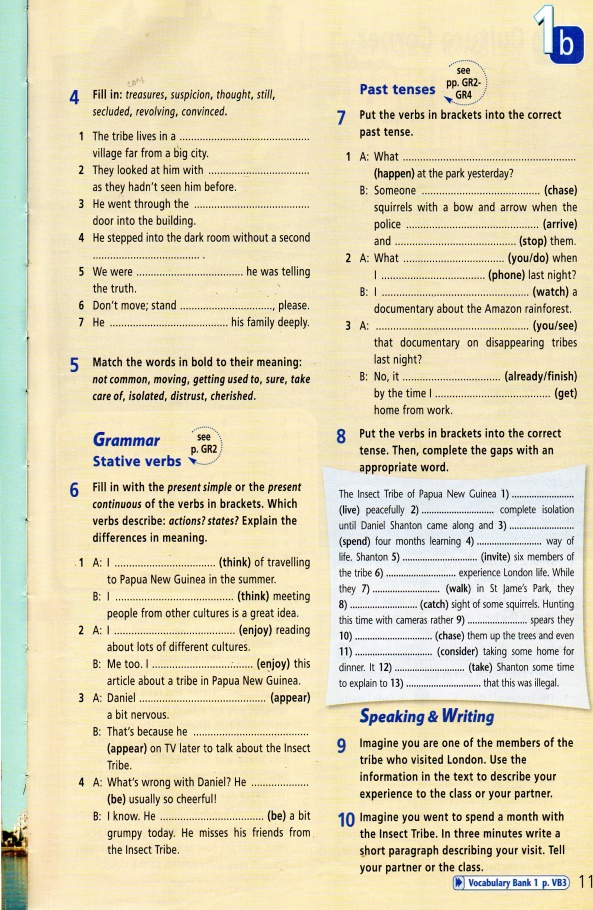 1b
4 Fill in: treasures, suspicion, thought, still,
secluded, revolving, convinced.
1 The tribe lives in a ..........................................
village far from a big city.
2 They looked at him with ................................
as they hadn't seen him before.
3 He went through the .....................................
door into the building.
4 He stepped into the dark room without a second
................................... .
5 We were ................................... he was telling
the truth.
6 Don't move; stand ............................., please.
7 He ...................................... his family deeply.
5 Match the words in bold to their meaning:
not common, moving, getting used to, sure, take
care of, isolated, distrust, cherished.
Grammar
Stative verbs
see
p. GR2
6 Fill in with the present simple or the present
continuous of the verbs in brackets. Which
verbs describe: actions? states? Explain the
differences in meaning.
1 A: I ................................. (think) of travelling
to Papua New Guinea in the summer.
B: I ........................................ (think) meeting
people from other cultures is a great idea.
2 A: I ....................................... (enjoy) reading
about lots of different cultures.
B: Me too. I ................................. (enjoy) this
article about a tribe in Papua New Guinea.
3 A: Daniel ......................................... (appear)
a bit nervous.
B: That's because he .....................................
(appear) on TV later to talk about the Insect
Tribe.
4 A: What's wrong with Daniel? He ...................
(be) usually so cheerful!
B: I know. He .................................. (be) a bit
grumpy today. He misses his friends from
the Insect Tribe.
Past tenses
see
pp. GR2-
GR4
7 Put the verbs in brackets into the correct
past tense.
1 A: What .........................................................
(happen) at the park yesterday?
B: Someone ....................................... (chase)
squirrels with a bow and arrow when the
police ........................................... (arrive)
and ....................................... (stop) them.
2 A: What ................................. (you/do) when
I .................................. (phone) last night?
B: I ................................................ (watch) a
documentary about the Amazon rainforest.
3 A: .................................................. (you/see)
that documentary on disappearing tribes
last night?
B: No, it ................................ (already/finish)
by the time I ...................................... (get)
home from work.
8 Put the verbs in brackets into the correct
tense. Then, complete the gaps with an
appropriate word.
The Insect Tribe of Papua New Guinea 1) ........................
(live) peacefully 2) ............................ complete isolation
until Daniel Shanton came along and 3) ........................
(spend) four months learning 4) ........................ way of
life. Shanton 5) ............................ (invite) six members of
the tribe 6) ............................ experience London life. While
they 7) ............................ (walk) in St Jame's Park, they
8) ............................ (catch) sight of some squirrels. Hunting
this time with cameras rather 9) ........................ spears they
10) ............................ (chase) them up the trees and even
11) ............................ (consider) taking some home for
dinner. It 12) ........................ (take) Shanton some time
to explain to 13) ............................ that this was illegal.
Speaking & Writing
9 Imagine you are one of the members of the
tribe who visited London. Use the
information in the text to describe your
experience to the class or your partner.
10 Imagine you went to spend a month with
the Insect Tribe. In three minutes write a
short paragraph describing your visit. Tell
your partner or the class.
Vocabulary Bank 1 p. VB3
11